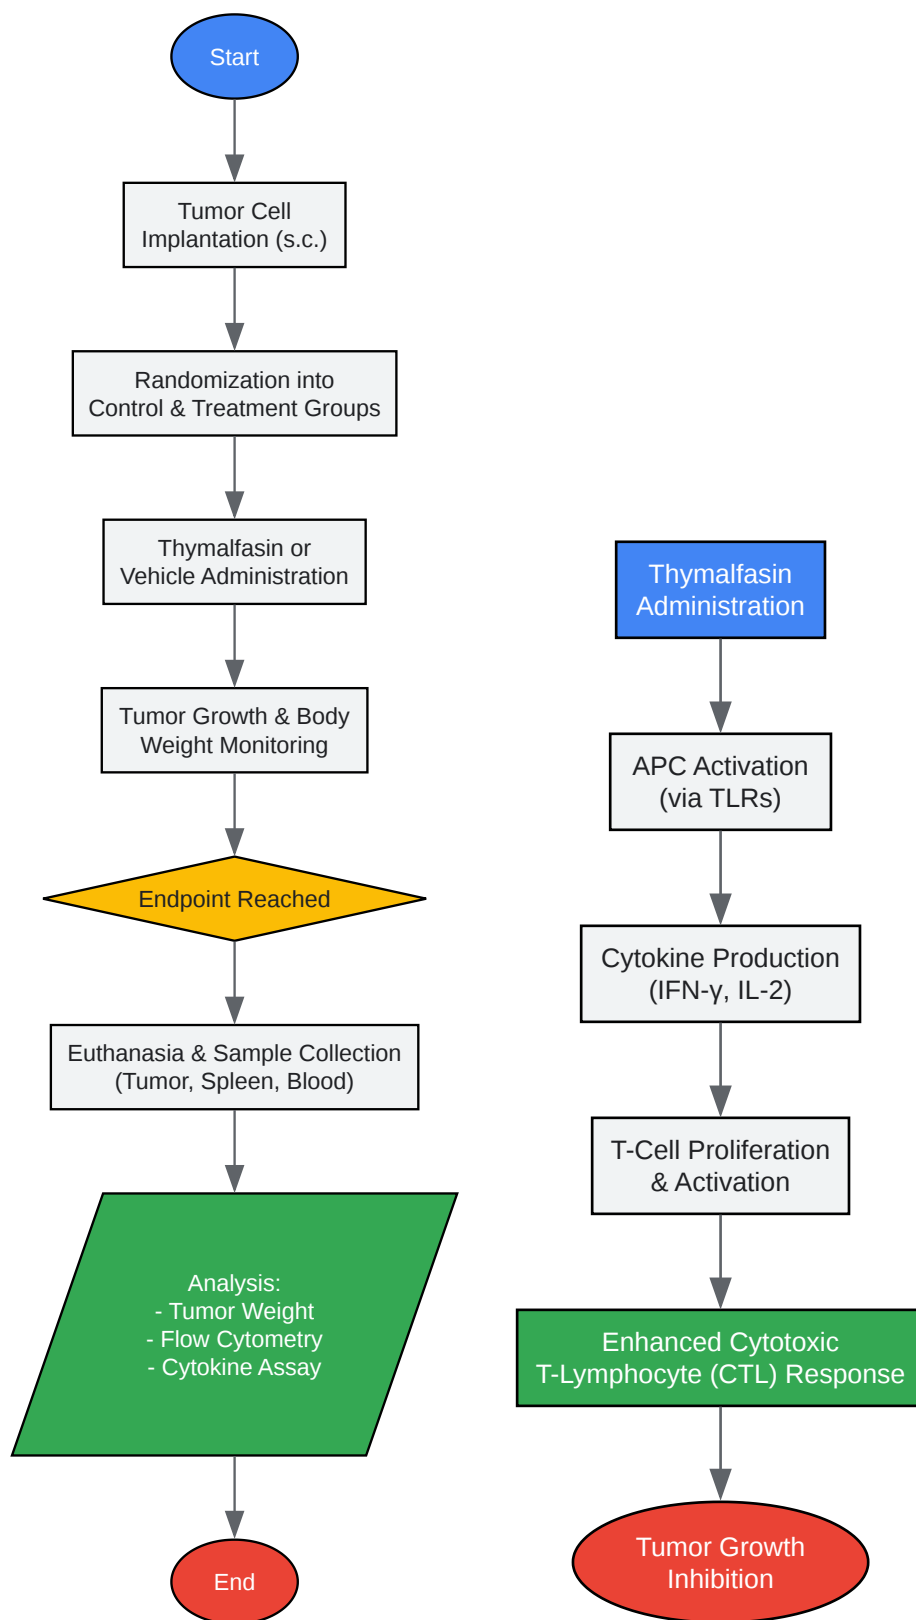 Start
Tumor Cell
Implantation (s.c.)
Randomization into
Control & Treatment Groups
Thymalfasin or
Vehicle Administration
Tumor Growth & Body
Weight Monitoring
Endpoint Reached
Euthanasia & Sample Collection
(Tumor, Spleen, Blood)
Analysis:
- Tumor Weight
- Flow Cytometry
- Cytokine Assay
End
Thymalfasin
Administration
APC Activation
(via TLRs)
Cytokine Production
(IFN-γ, IL-2)
T-Cell Proliferation
& Activation
Enhanced Cytotoxic
T-Lymphocyte (CTL) Response
Tumor Growth
Inhibition